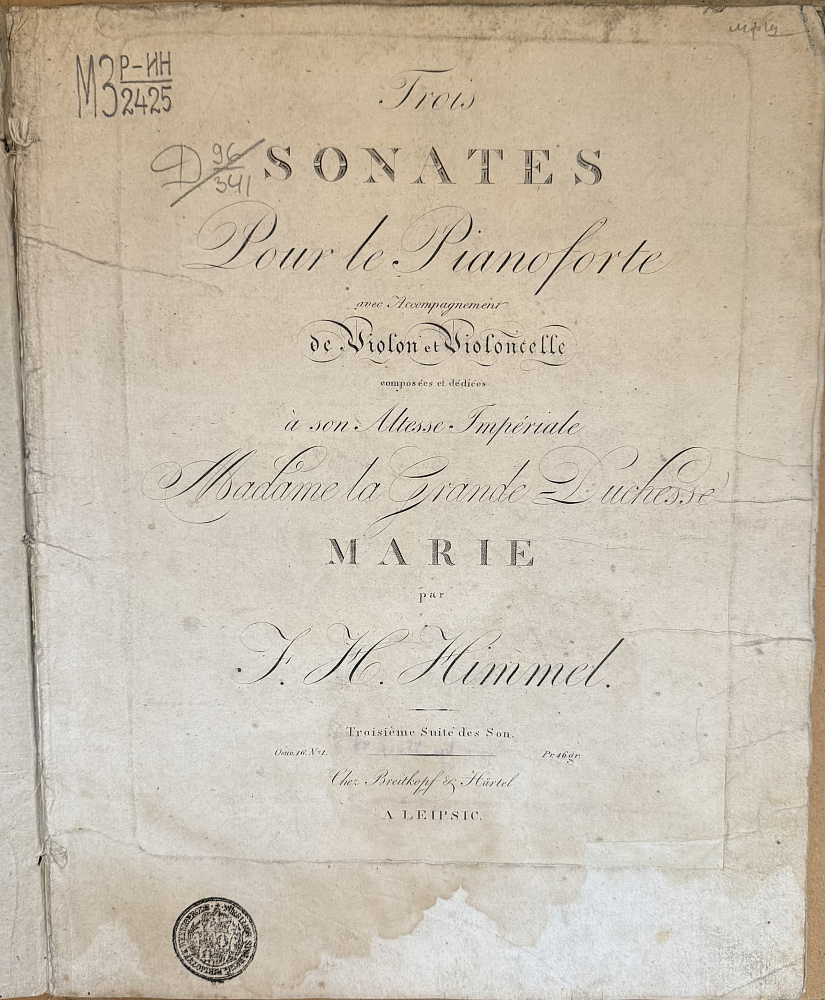 МЗ Р-ИН
2425
Д 96
341
Trois
SONATES
Pour le Pianoforte
avec Accompagnement
de Violon et Violoncelle
composées et dédiées
à son Altesse Impériale
Madame la Grande-Duchesse
MARIE
par
F. H. Himmel.
Troisième Suite des Son.
Oeuv. 16. No 1. Pr. 16 gr.
Chez Breitkopf & Härtel
A LEIPSIC.